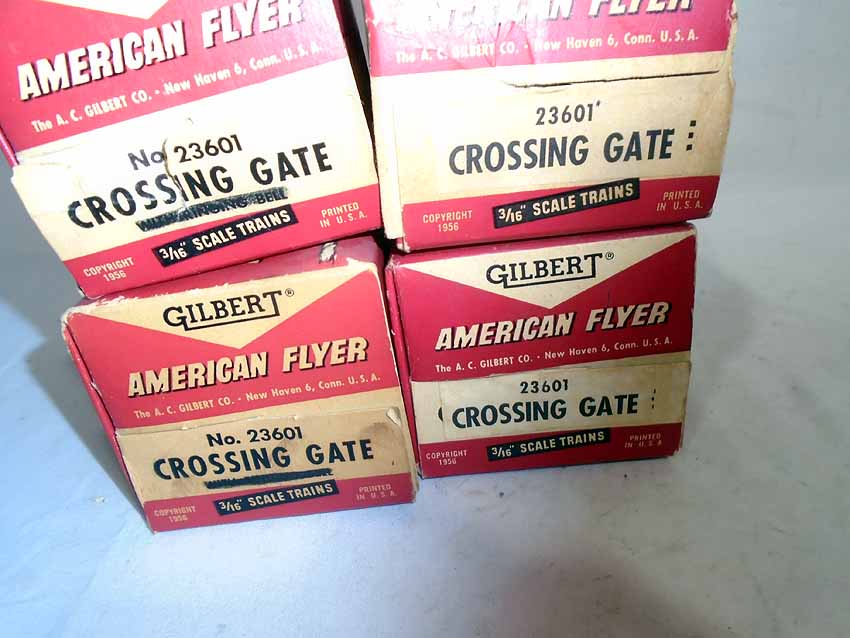 AMERICAN FLYER
The A. C. GILBERT CO. - New Haven 6, Conn. U. S. A.
No. 23601
CROSSING GATE
WITH RINGING BELL
3/16" SCALE TRAINS
COPYRIGHT
1956
PRINTED
IN U. S. A.
AMERICAN FLYER
The A. C. GILBERT CO. - New Haven 6, Conn. U. S. A.
23601
CROSSING GATE
3/16" SCALE TRAINS
COPYRIGHT
1956
PRINTED
IN U. S. A.
GILBERT®
AMERICAN FLYER
The A. C. GILBERT CO. - New Haven 6, Conn. U. S. A.
No. 23601
CROSSING GATE
3/16" SCALE TRAINS
COPYRIGHT
1956
PRINTED
IN U. S. A.
GILBERT®
AMERICAN FLYER
The A. C. GILBERT CO. - New Haven 6, Conn. U. S. A.
23601
CROSSING GATE
3/16" SCALE TRAINS
COPYRIGHT
1956
PRINTED
IN U. S. A